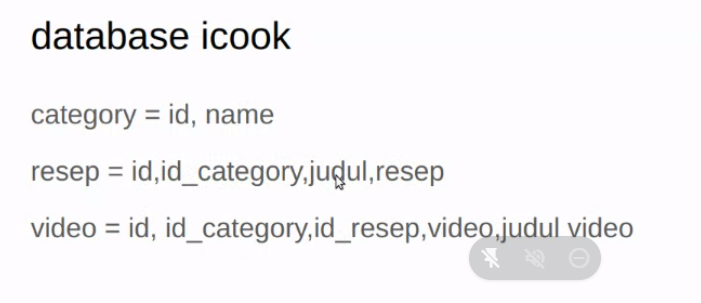 database icook
category = id, name
resep = id,id_category,judul,resep
video = id, id_category,id_resep,video,judul video